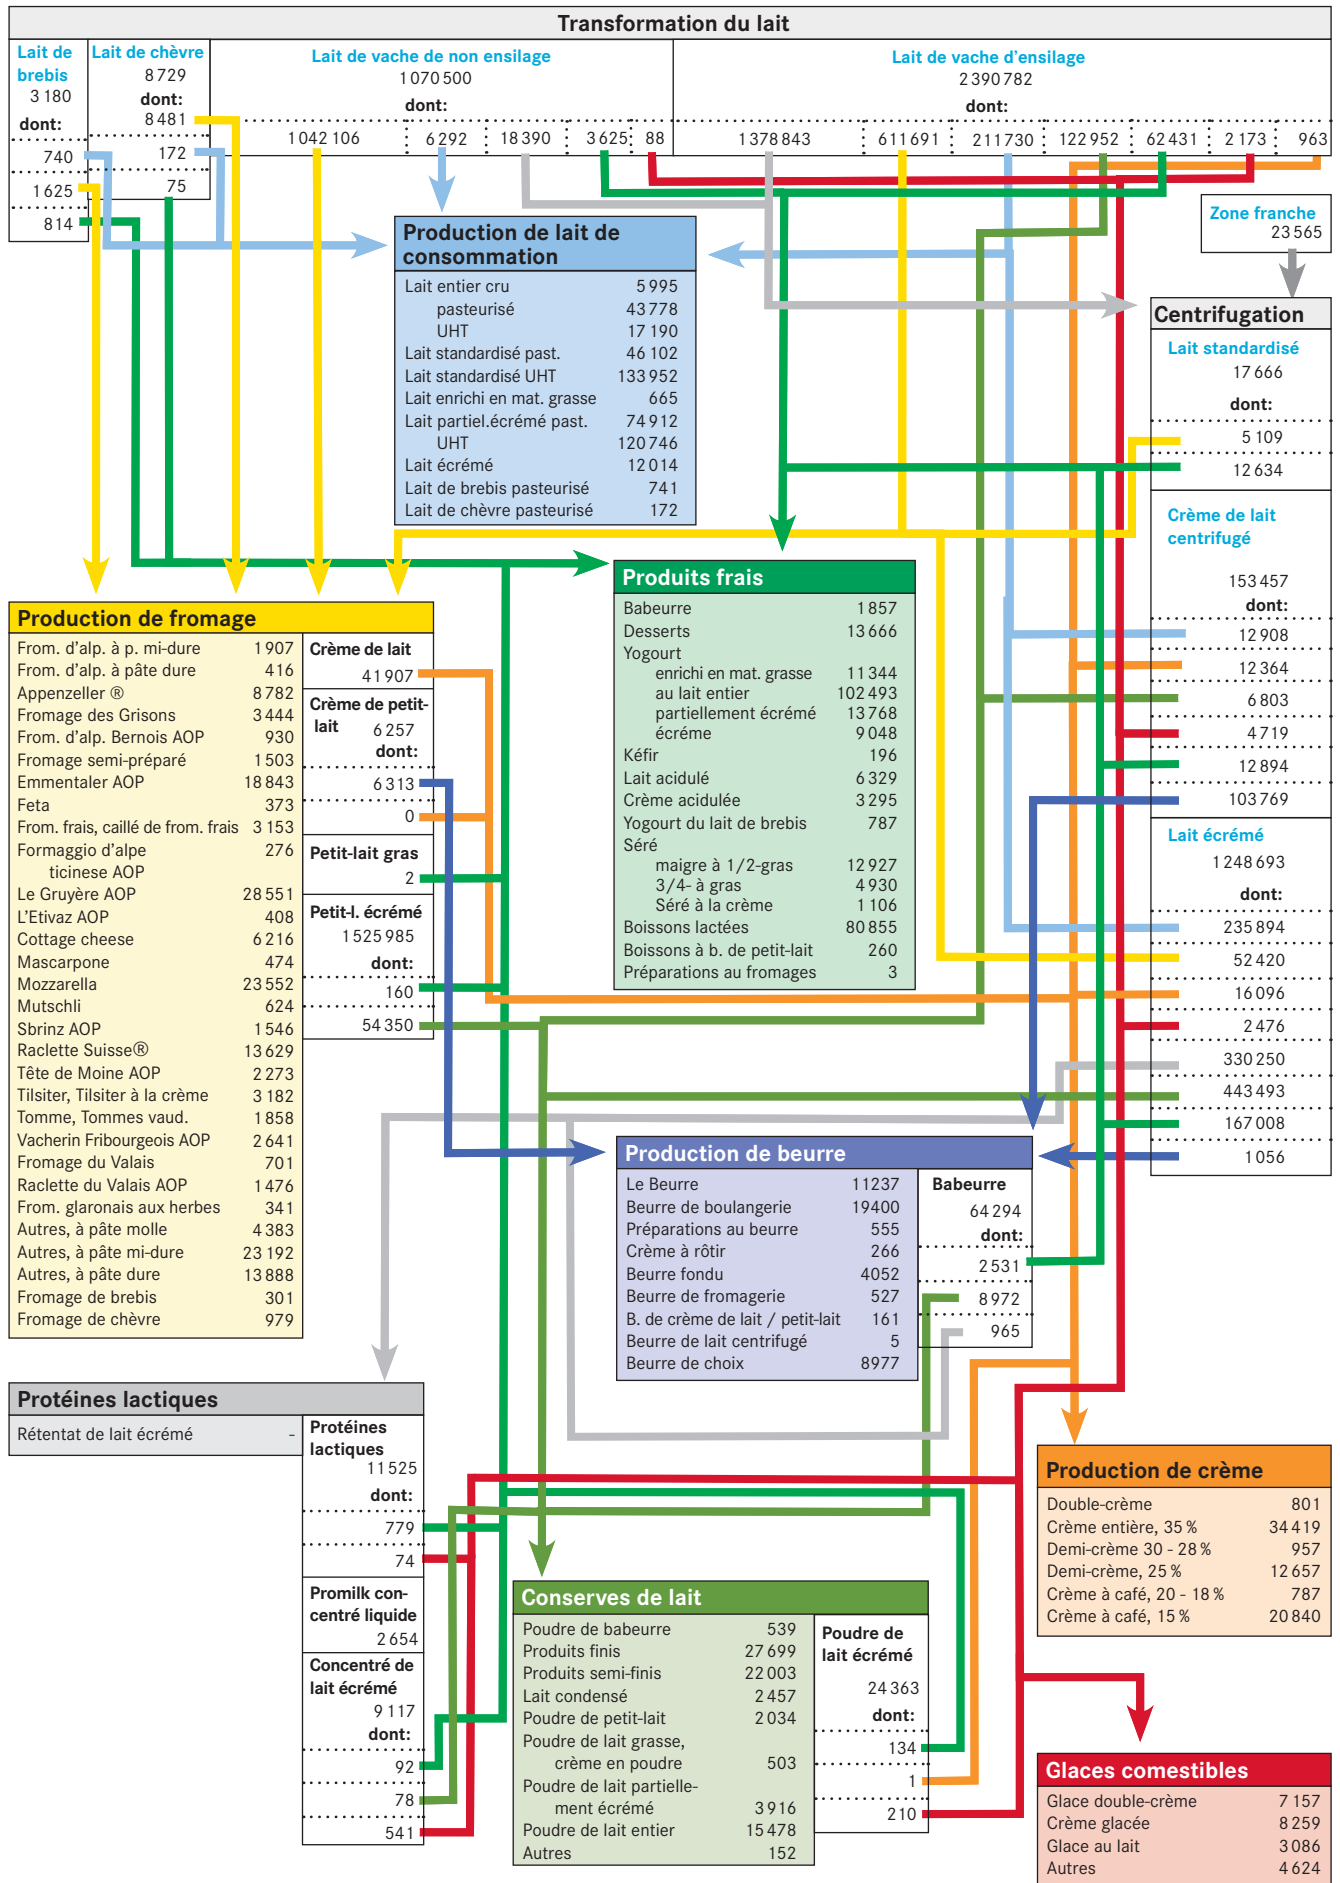 Transformation du lait
Lait de brebis
3 180
dont:
740
1 625
814
Lait de chèvre
8 729
dont:
8 481
172
75
Lait de vache de non ensilage
1 070 500
dont:
1 042 106 6 292 18 390 3 625 88
Lait de vache d'ensilage
2 390 782
dont:
1 378 843 611 691 211 730 122 952 62 431 2 173 963
Zone franche
23 565
Production de lait de
consommation
Lait entier cru 5 995
pasteurisé 43 778
UHT 17 190
Lait standardisé past. 46 102
Lait standardisé UHT 133 952
Lait enrichi en mat. grasse 665
Lait partiel.écrémé past. 74 912
UHT 120 746
Lait écrémé 12 014
Lait de brebis pasteurisé 741
Lait de chèvre pasteurisé 172
Centrifugation
Lait standardisé
17 666
dont:
5 109
12 634
Crème de lait
centrifugé
153 457
dont:
12 908
12 364
6 803
4 719
12 894
103 769
Lait écrémé
1 248 693
dont:
235 894
52 420
16 096
2 476
330 250
443 493
167 008
1 056
Produits frais
Babeurre 1 857
Desserts 13 666
Yogourt
enrichi en mat. grasse 11 344
au lait entier 102 493
partiellement écrémé 13 768
écréme 9 048
Kéfir 196
Lait acidulé 6 329
Crème acidulée 3 295
Yogourt du lait de brebis 787
Séré
maigre à 1/2-gras 12 927
3/4- à gras 4 930
Séré à la crème 1 106
Boissons lactées 80 855
Boissons à b. de petit-lait 260
Préparations au fromages 3
Production de fromage
From. d'alp. à p. mi-dure 1 907
From. d'alp. à pâte dure 416
Appenzeller ® 8 782
Fromage des Grisons 3 444
From. d'alp. Bernois AOP 930
Fromage semi-préparé 1 503
Emmentaler AOP 18 843
Feta 373
From. frais, caillé de from. frais 3 153
Formaggio d'alpe 276
ticinese AOP
Le Gruyère AOP 28 551
L'Etivaz AOP 408
Cottage cheese 6 216
Mascarpone 474
Mozzarella 23 552
Mutschli 624
Sbrinz AOP 1 546
Raclette Suisse® 13 629
Tête de Moine AOP 2 273
Tilsiter, Tilsiter à la crème 3 182
Tomme, Tommes vaud. 1 858
Vacherin Fribourgeois AOP 2 641
Fromage du Valais 701
Raclette du Valais AOP 1 476
From. glaronais aux herbes 341
Autres, à pâte molle 4 383
Autres, à pâte mi-dure 23 192
Autres, à pâte dure 13 888
Fromage de brebis 301
Fromage de chèvre 979
Crème de lait
41 907
Crème de petit-
lait 6 257
dont:
6 313
0
Petit-lait gras
2
Petit-l. écrémé
1 525 985
dont:
160
54 350
Production de beurre
Le Beurre 11237
Beurre de boulangerie 19400
Préparations au beurre 555
Crème à rôtir 266
Beurre fondu 4052
Beurre de fromagerie 527
B. de crème de lait / petit-lait 161
Beurre de lait centrifugé 5
Beurre de choix 8977
Babeurre
64 294
dont:
2 531
8 972
965
Protéines lactiques
Rétentat de lait écrémé -
Protéines
lactiques
11 525
dont:
779
74
Promilk con-
centré liquide
2 654
Concentré de
lait écrémé
9 117
dont:
92
78
541
Conserves de lait
Poudre de babeurre 539
Produits finis 27 699
Produits semi-finis 22 003
Lait condensé 2 457
Poudre de petit-lait 2 034
Poudre de lait grasse,
crème en poudre 503
Poudre de lait partielle-
ment écrémé 3 916
Poudre de lait entier 15 478
Autres 152
Poudre de
lait écrémé
24 363
dont:
134
1
210
Production de crème
Double-crème 801
Crème entière, 35 % 34 419
Demi-crème 30 - 28 % 957
Demi-crème, 25 % 12 657
Crème à café, 20 - 18 % 787
Crème à café, 15 % 20 840
Glaces comestibles
Glace double-crème 7 157
Crème glacée 8 259
Glace au lait 3 086
Autres 4 624